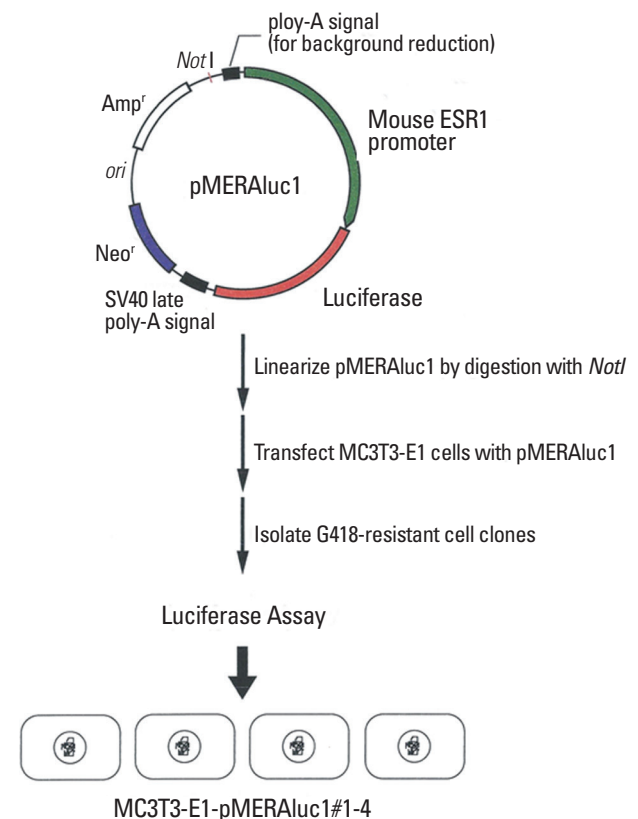 ploy-A signal
(for background reduction)
NotI
Ampʳ
Mouse ESR1
promoter
ori
pMERAluc1
Neoʳ
SV40 late
poly-A signal
Luciferase
Linearize pMERAluc1 by digestion with NotI
Transfect MC3T3-E1 cells with pMERAluc1
Isolate G418-resistant cell clones
Luciferase Assay
MC3T3-E1-pMERAluc1#1-4